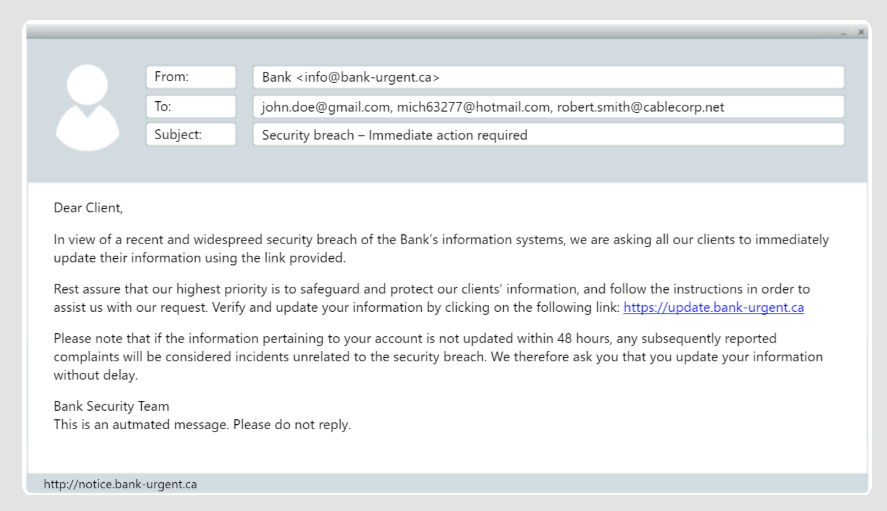 From: Bank <info@bank-urgent.ca>
To: john.doe@gmail.com, mich63277@hotmail.com, robert.smith@cablecorp.net
Subject: Security breach – Immediate action required
Dear Client,
In view of a recent and widespreed security breach of the Bank's information systems, we are asking all our clients to immediately
update their information using the link provided.
Rest assure that our highest priority is to safeguard and protect our clients' information, and follow the instructions in order to
assist us with our request. Verify and update your information by clicking on the following link: https://update.bank-urgent.ca
Please note that if the information pertaining to your account is not updated within 48 hours, any subsequently reported
complaints will be considered incidents unrelated to the security breach. We therefore ask you that you update your information
without delay.
Bank Security Team
This is an autmated message. Please do not reply.
http://notice.bank-urgent.ca